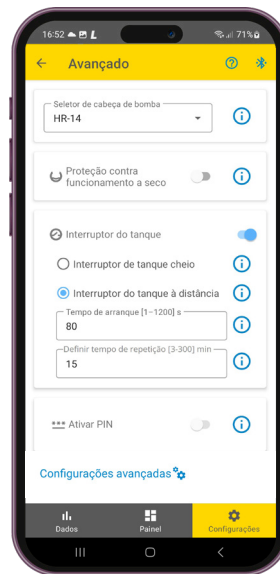 16:52 71%
Avançado
Seletor de cabeça de bomba
HR-14
Proteção contra
funcionamento a seco
Interruptor do tanque
Interruptor de tanque cheio
Interruptor do tanque à distância
Tempo de arranque [1-1200] s
80
Definir tempo de repetição [3-300] min
15
Ativar PIN
Configurações avançadas
Dados Painel Configurações